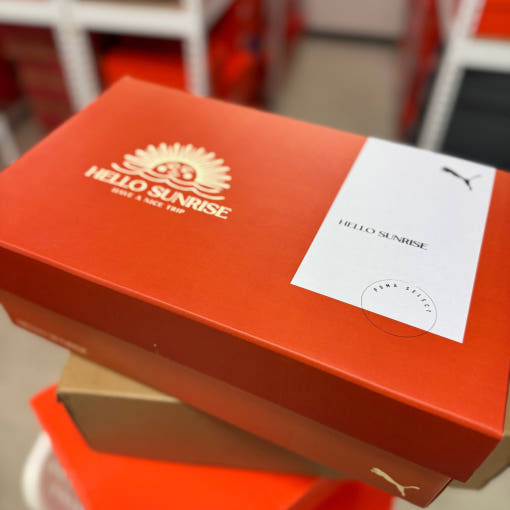 HELLO SUNRISE
HAVE A NICE TRIP
HELLO SUNRISE
PUMA SELECT